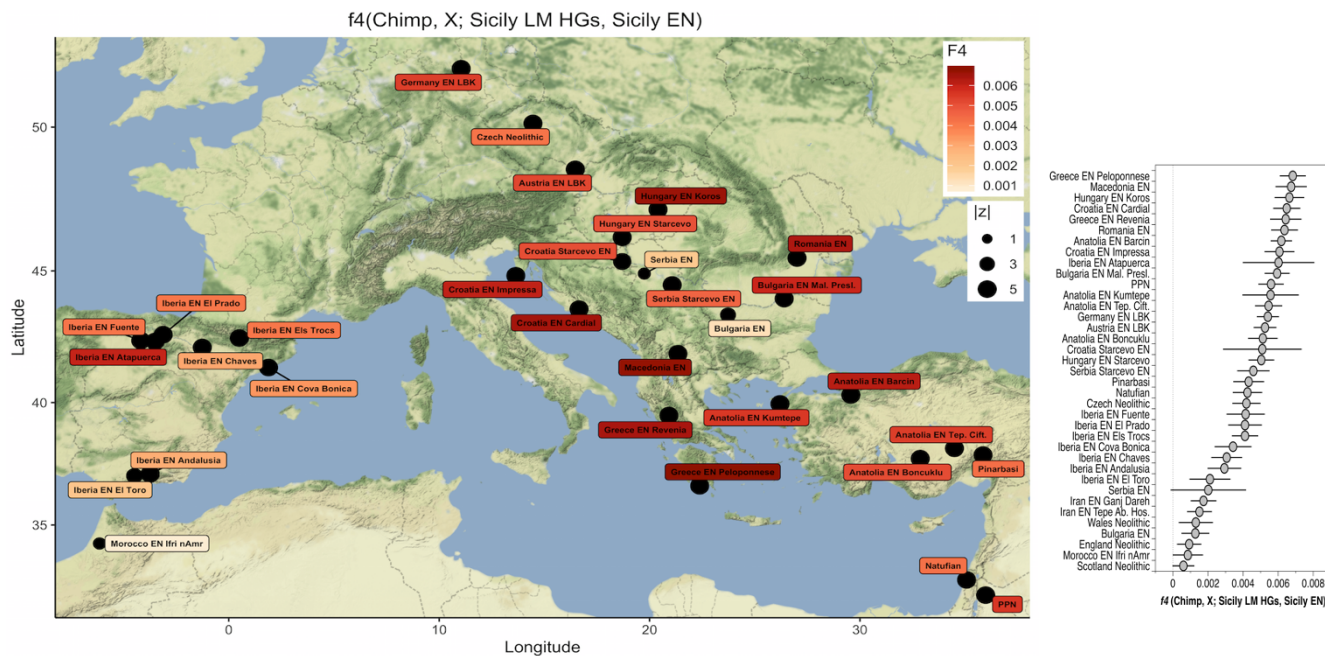 f4(Chimp, X; Sicily LM HGs, Sicily EN)
F4
0.006
0.005
0.004
0.003
0.002
0.001
|z|
1
3
5
Latitude
50
45
40
35
0
10
20
30
Longitude
Germany EN LBK
Czech Neolithic
Austria EN LBK
Hungary EN Koros
Hungary EN Starcevo
Croatia Starcevo EN
Serbia EN
Romania EN
Croatia EN Impressa
Serbia Starcevo EN
Bulgaria EN Mal. Presl.
Iberia EN El Prado
Iberia EN Fuente
Iberia EN Els Trocs
Croatia EN Cardial
Bulgaria EN
Iberia EN Atapuerca
Iberia EN Chaves
Iberia EN Cova Bonica
Macedonia EN
Anatolia EN Barcin
Anatolia EN Kumtepe
Greece EN Revenia
Anatolia EN Tep. Cift.
Iberia EN Andalusia
Greece EN Peloponnese
Anatolia EN Boncuklu
Pinarbasi
Iberia EN El Toro
Morocco EN Ifri nAmr
Natufian
PPN
Greece EN Peloponnese
Macedonia EN
Hungary EN Koros
Croatia EN Cardial
Greece EN Revenia
Romania EN
Anatolia EN Barcin
Croatia EN Impressa
Iberia EN Atapuerca
Bulgaria EN Mal. Presl.
PPN
Anatolia EN Kumtepe
Anatolia EN Tep. Cift.
Germany EN LBK
Austria EN LBK
Anatolia EN Boncuklu
Croatia Starcevo EN
Hungary EN Starcevo
Serbia Starcevo EN
Pinarbasi
Natufian
Czech Neolithic
Iberia EN Fuente
Iberia EN El Prado
Iberia EN Els Trocs
Iberia EN Cova Bonica
Iberia EN Chaves
Iberia EN Andalusia
Iberia EN El Toro
Serbia EN
Iran EN Ganj Dareh
Iran EN Tepe Ab. Hos.
Wales Neolithic
Bulgaria EN
England Neolithic
Morocco EN Ifri nAmr
Scotland Neolithic
0
0.002
0.004
0.006
0.008
f4 (Chimp, X; Sicily LM HGs, Sicily EN)